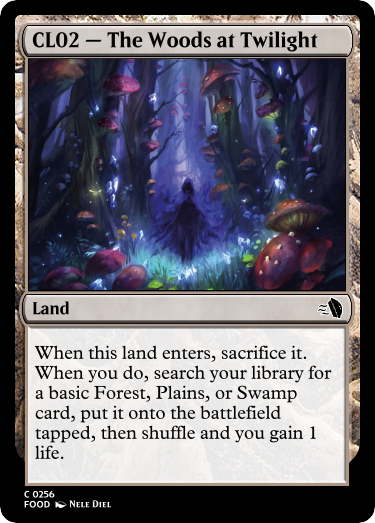 CL02 — The Woods at Twilight
Land
When this land enters, sacrifice it.
When you do, search your library for
a basic Forest, Plains, or Swamp
card, put it onto the battlefield
tapped, then shuffle and you gain 1
life.
C 0256
FOOD Nele Diel